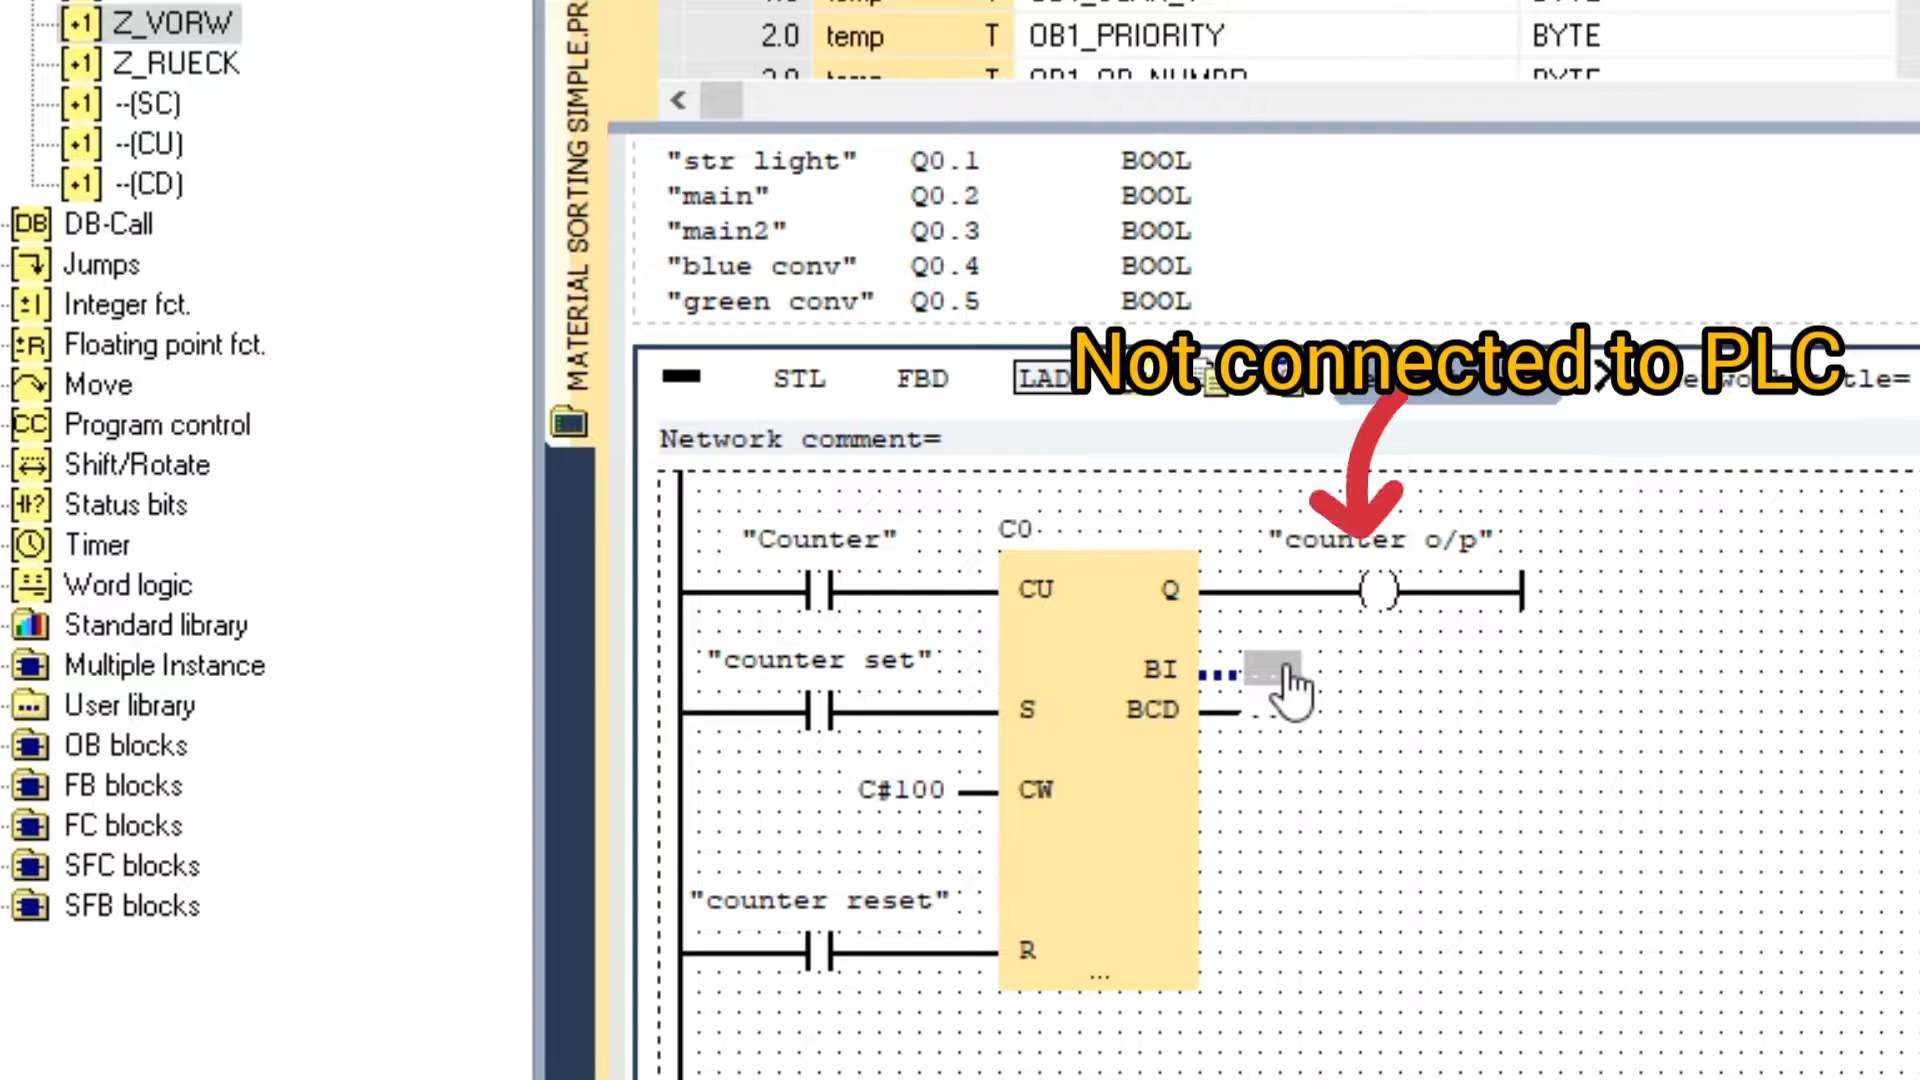 Z_VORW
Z_RUECK
--(SC)
--(CU)
--(CD)
DB-Call
Jumps
Integer fct.
Floating point fct.
Move
Program control
Shift/Rotate
Status bits
Timer
Word logic
Standard library
Multiple Instance
User library
OB blocks
FB blocks
FC blocks
SFC blocks
SFB blocks
MATERIAL SORTING SIMPLE.PR
2.0 temp T OB1_PRIORITY BYTE
"str light" Q0.1 BOOL
"main" Q0.2 BOOL
"main2" Q0.3 BOOL
"blue conv" Q0.4 BOOL
"green conv" Q0.5 BOOL
Not connected to PLC
STL FBD LAD
Network comment=
"Counter" C0 "counter o/p"
CU Q
"counter set" BI
S BCD
C#100 CW
"counter reset"
R
...